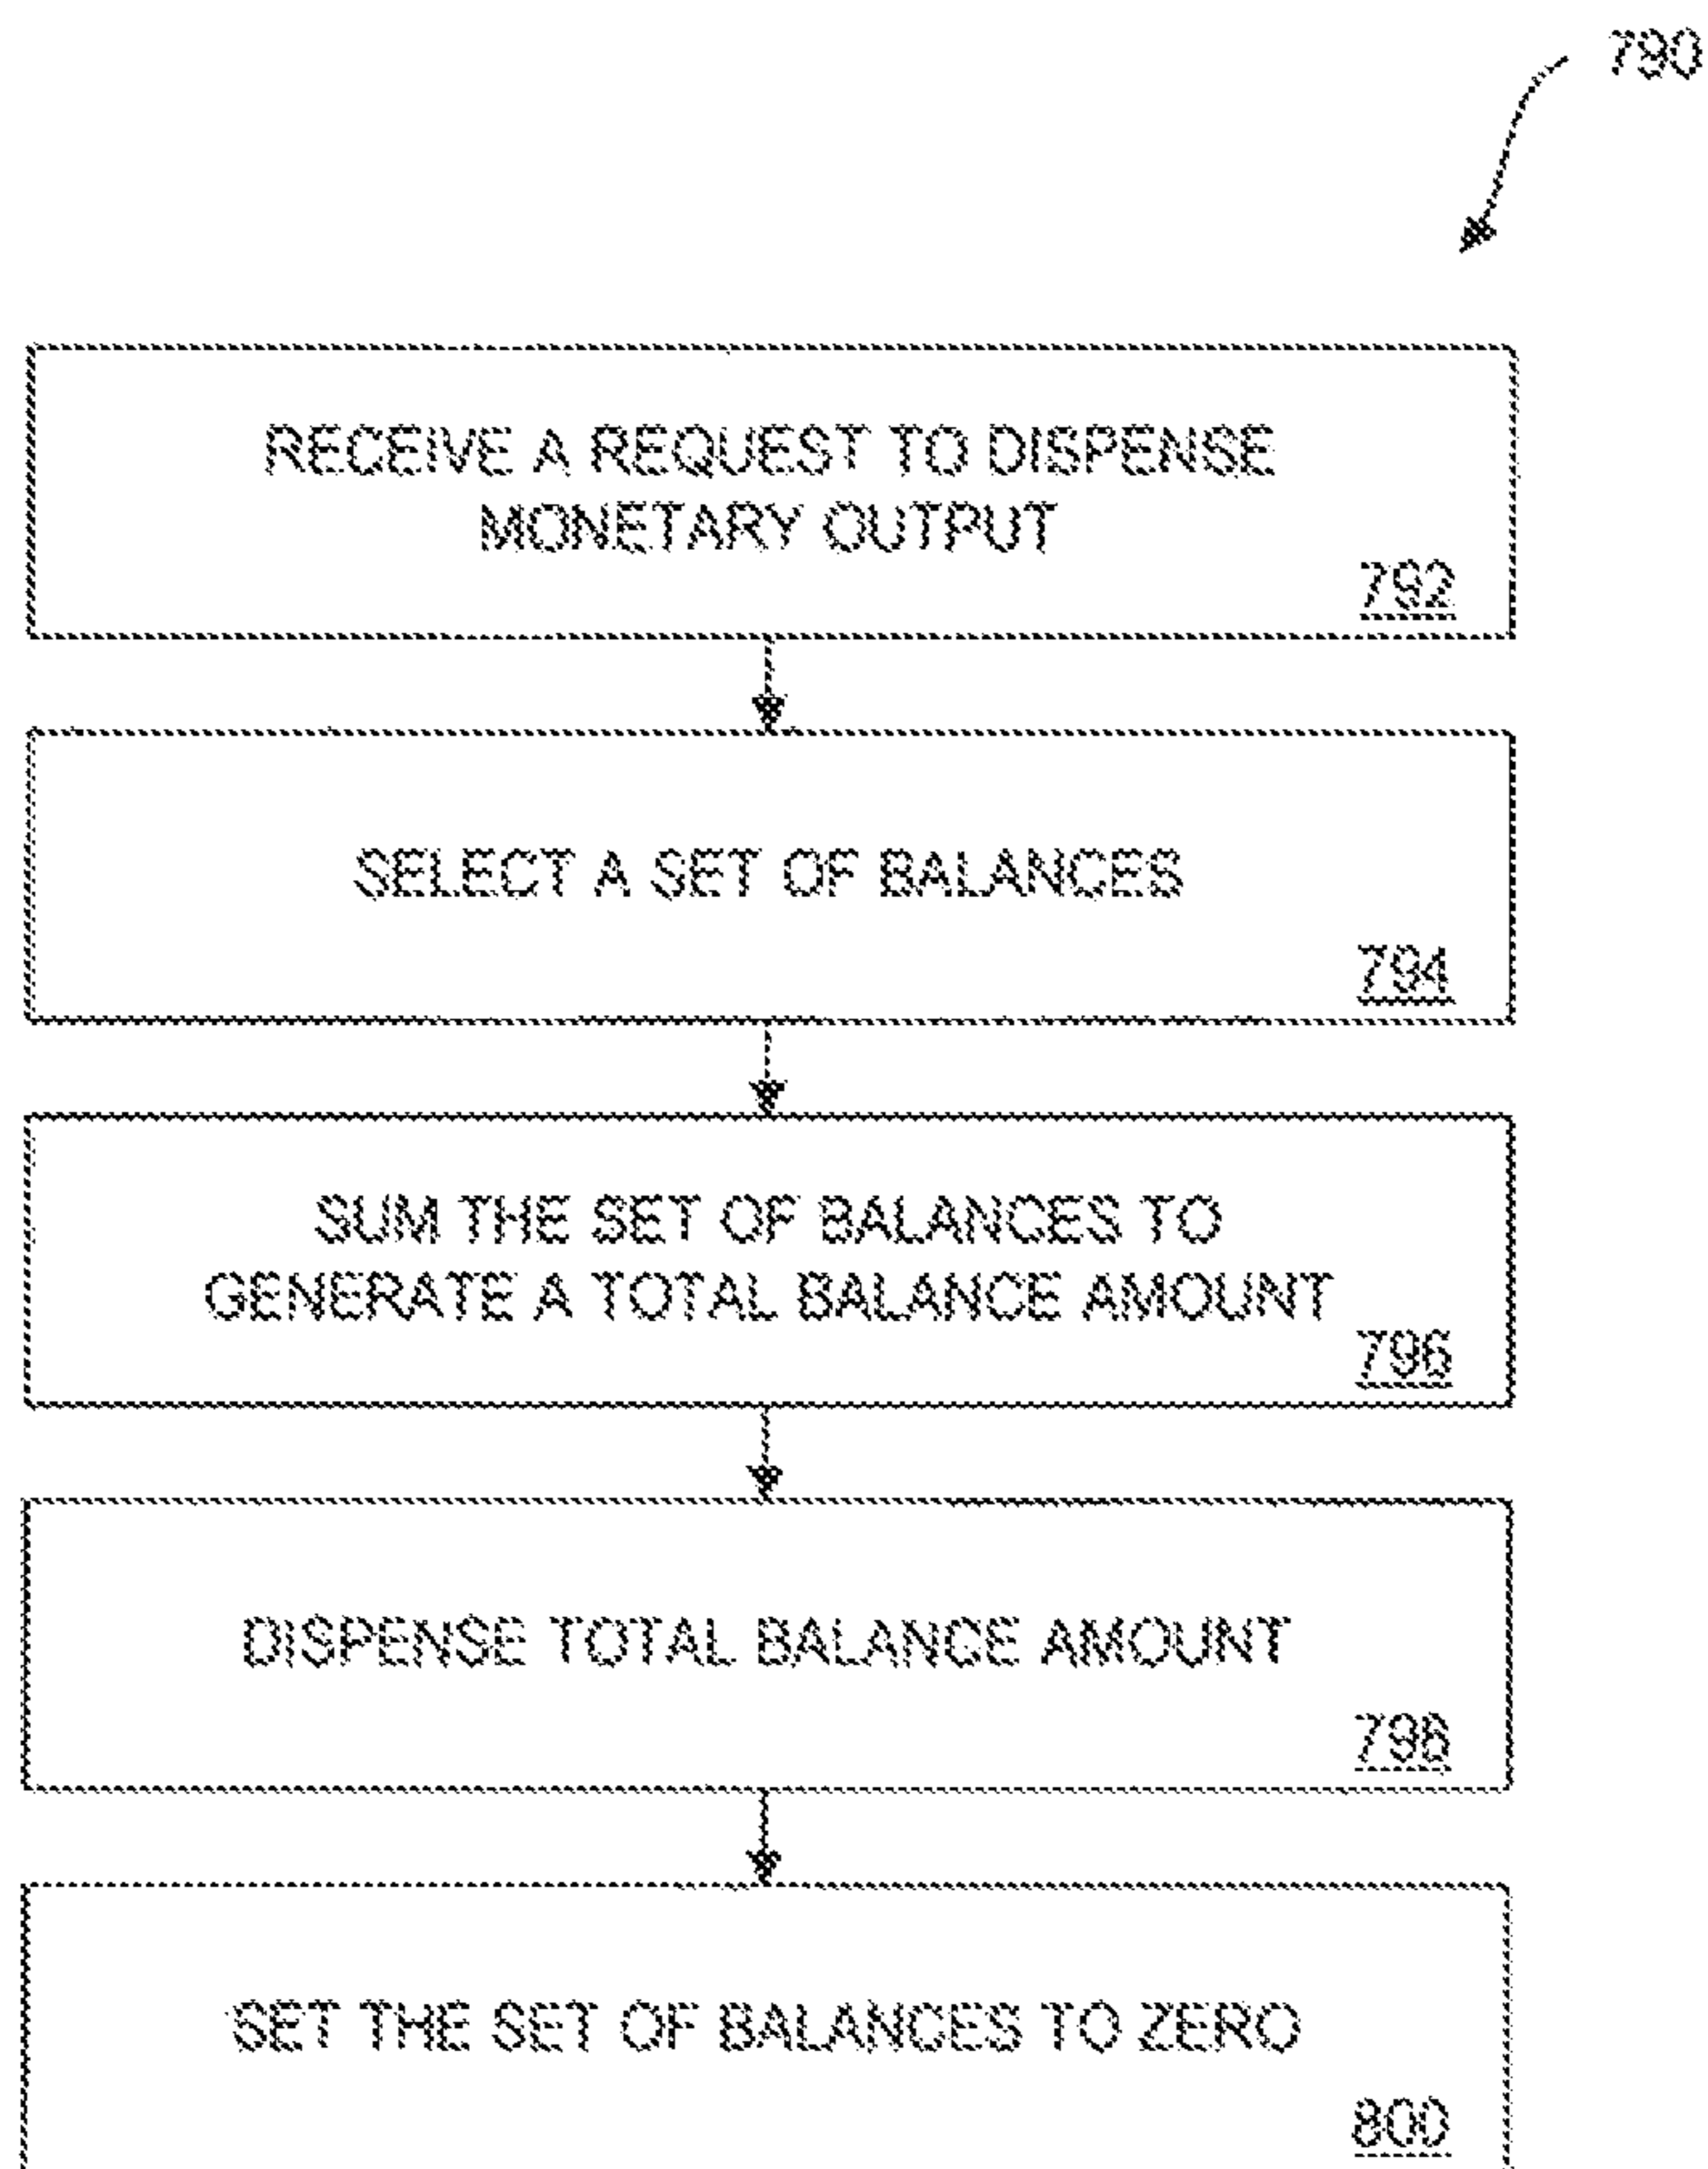 790
RECEIVE A REQUEST TO DISPENSE
MONETARY OUTPUT
792
SELECT A SET OF BALANCES
794
SUM THE SET OF BALANCES TO
GENERATE A TOTAL BALANCE AMOUNT
796
DISPENSE TOTAL BALANCE AMOUNT
798
SET THE SET OF BALANCES TO ZERO
800